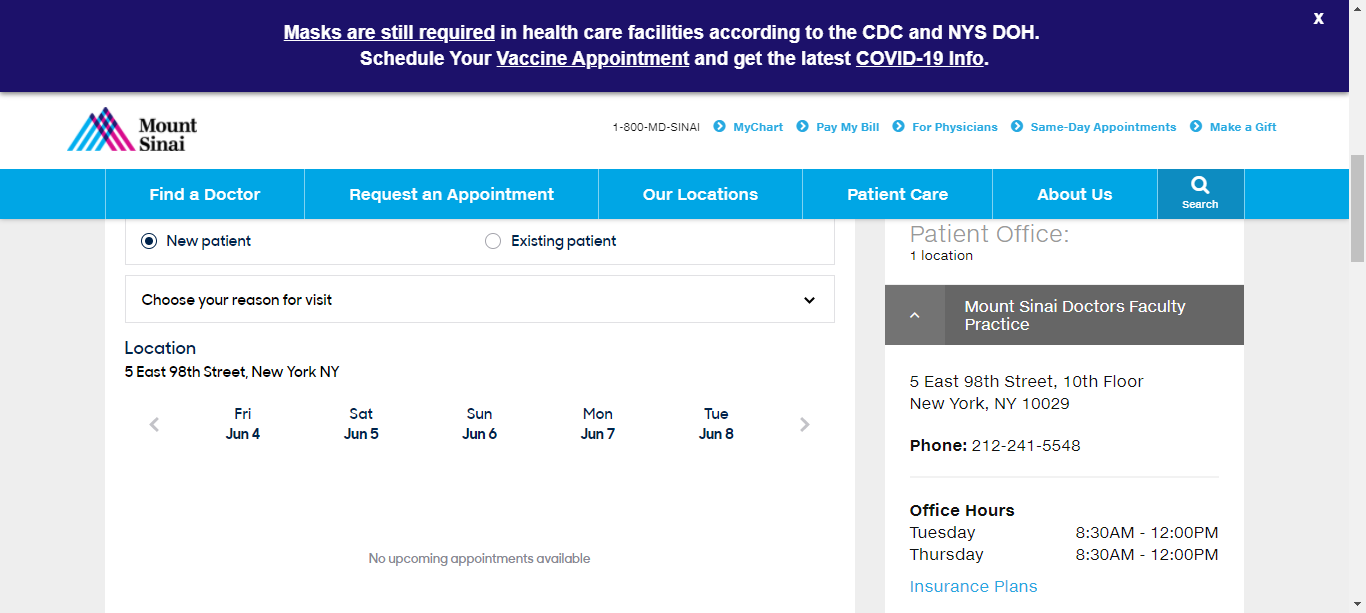 Masks are still required in health care facilities according to the CDC and NYS DOH.
Schedule Your Vaccine Appointment and get the latest COVID-19 Info.
X
Mount
Sinai
1-800-MD-SINAI MyChart Pay My Bill For Physicians Same-Day Appointments Make a Gift
Find a Doctor Request an Appointment Our Locations Patient Care About Us Search
New patient Existing patient
Choose your reason for visit
Location
5 East 98th Street, New York NY
Fri Sat Sun Mon Tue
Jun 4 Jun 5 Jun 6 Jun 7 Jun 8
No upcoming appointments available
Patient Office:
1 location
Mount Sinai Doctors Faculty
Practice
5 East 98th Street, 10th Floor
New York, NY 10029
Phone: 212-241-5548
Office Hours
Tuesday 8:30AM - 12:00PM
Thursday 8:30AM - 12:00PM
Insurance Plans